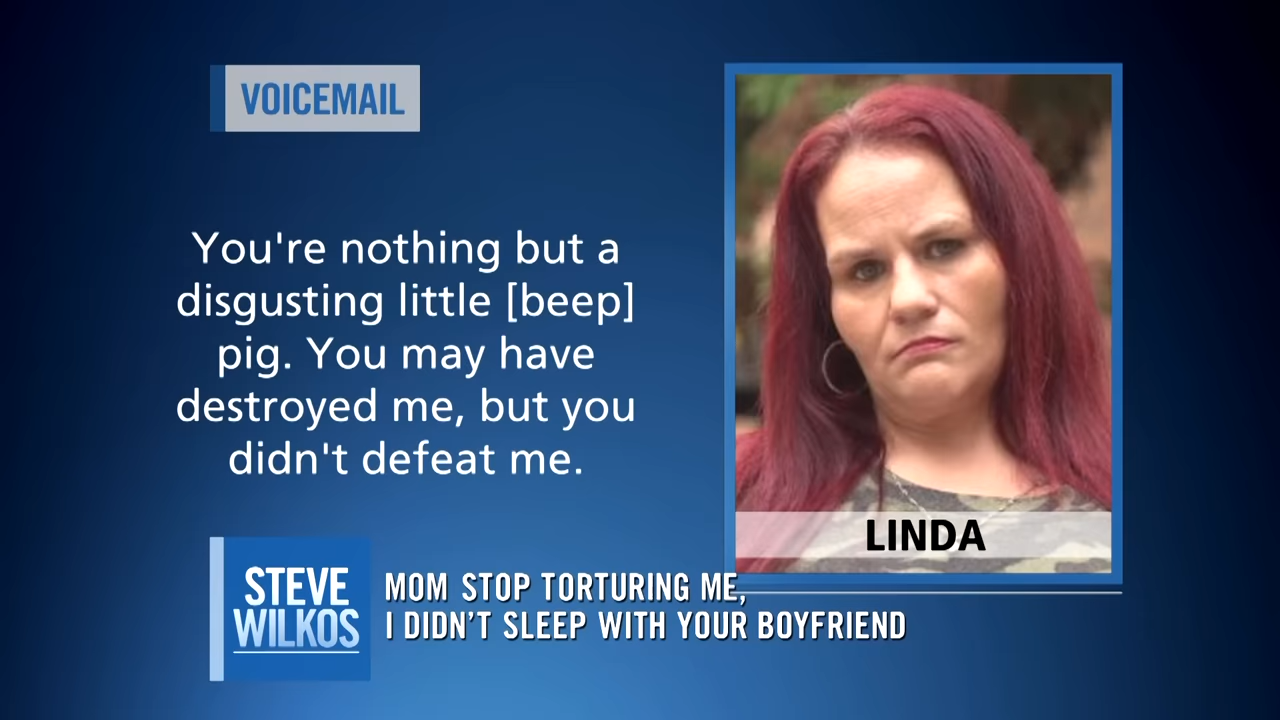 VOICEMAIL
You're nothing but a
disgusting little [beep]
pig. You may have
destroyed me, but you
didn't defeat me.
LINDA
STEVE
WILKOS
MOM STOP TORTURING ME,
I DIDN'T SLEEP WITH YOUR BOYFRIEND